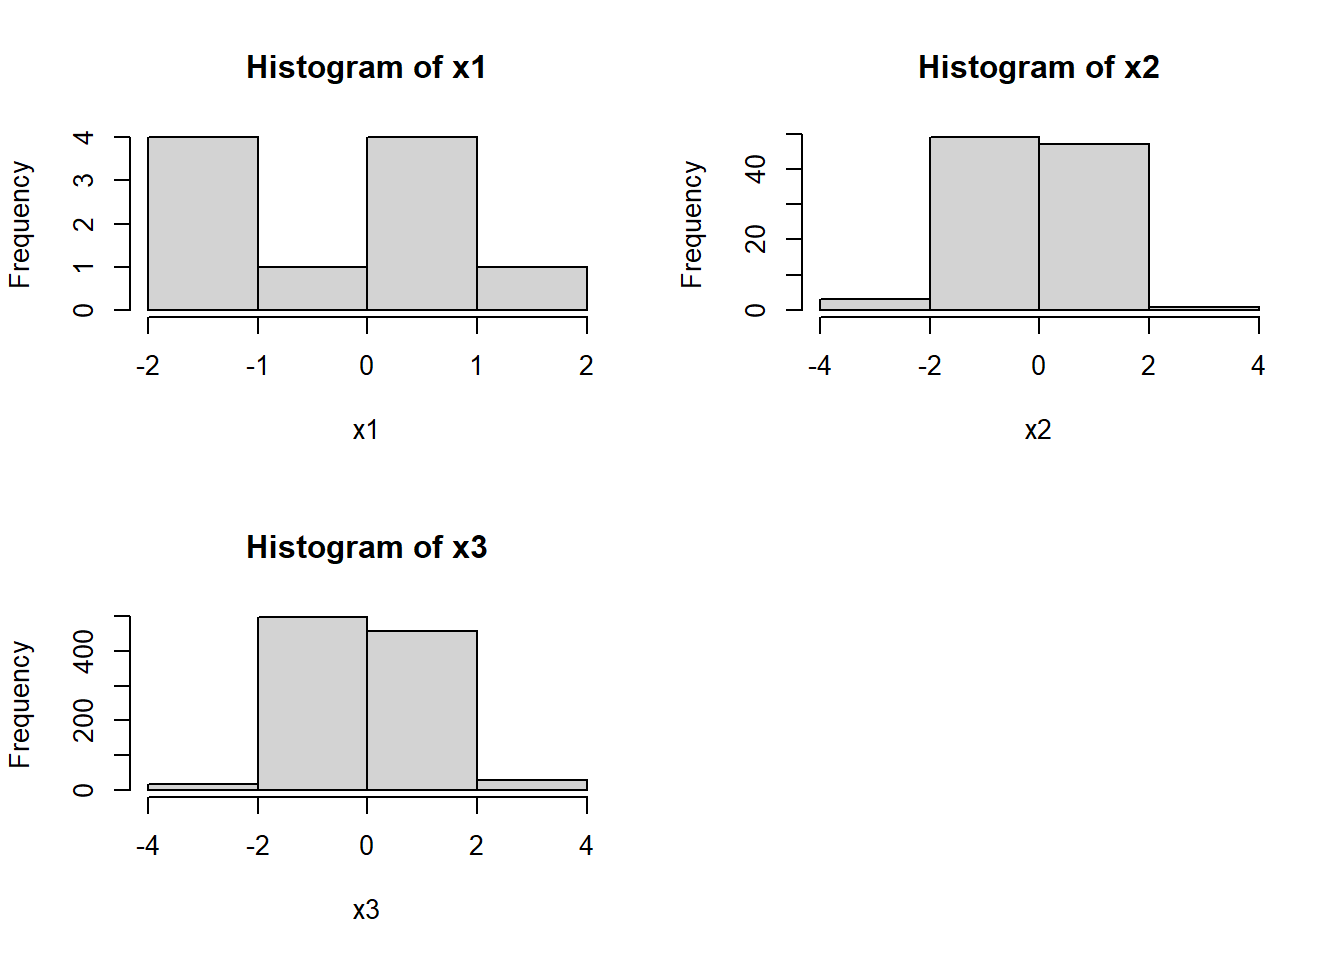 Histogram of x1
Frequency
4
3
2
1
0
-2 -1 0 1 2
x1
Histogram of x2
Frequency
40
20
0
-4 -2 0 2 4
x2
Histogram of x3
Frequency
400
200
0
-4 -2 0 2 4
x3